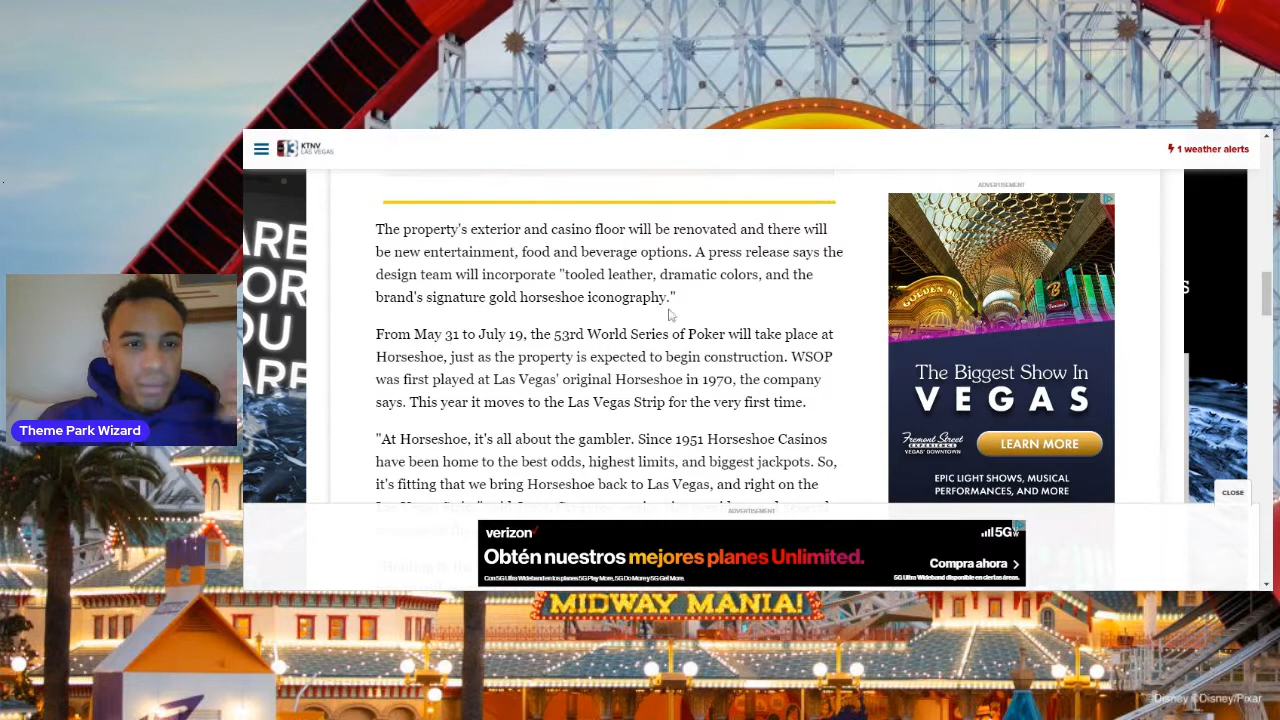 KTNV
LAS VEGAS
1 weather alerts
ADVERTISEMENT
The property's exterior and casino floor will be renovated and there will
be new entertainment, food and beverage options. A press release says the
design team will incorporate "tooled leather, dramatic colors, and the
brand's signature gold horseshoe iconography."
From May 31 to July 19, the 53rd World Series of Poker will take place at
Horseshoe, just as the property is expected to begin construction. WSOP
was first played at Las Vegas' original Horseshoe in 1970, the company
says. This year it moves to the Las Vegas Strip for the very first time.
"At Horseshoe, it's all about the gambler. Since 1951 Horseshoe Casinos
have been home to the best odds, highest limits, and biggest jackpots. So,
it's fitting that we bring Horseshoe back to Las Vegas, and right on the
The Biggest Show In
VEGAS
Fremont Street
EXPERIENCE
VEGAS' DOWNTOWN
LEARN MORE
EPIC LIGHT SHOWS, MUSICAL
PERFORMANCES, AND MORE
CLOSE
ADVERTISEMENT
verizon
5G
Obtén nuestros mejores planes Unlimited.
Compra ahora
Theme Park Wizard
MIDWAY MANIA!
©Disney ©Disney/Pixar